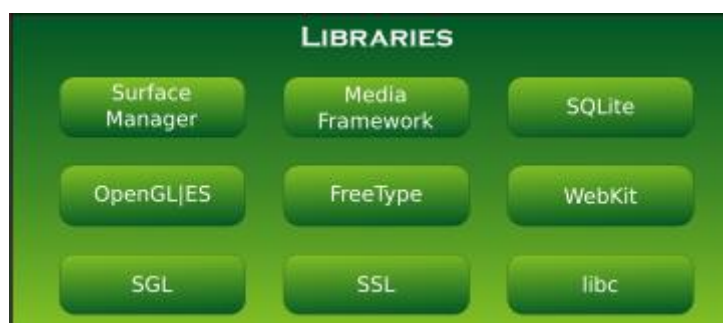 LIBRARIES
Surface
Manager
Media
Framework
SQLite
OpenGL|ES
FreeType
WebKit
SGL
SSL
libc